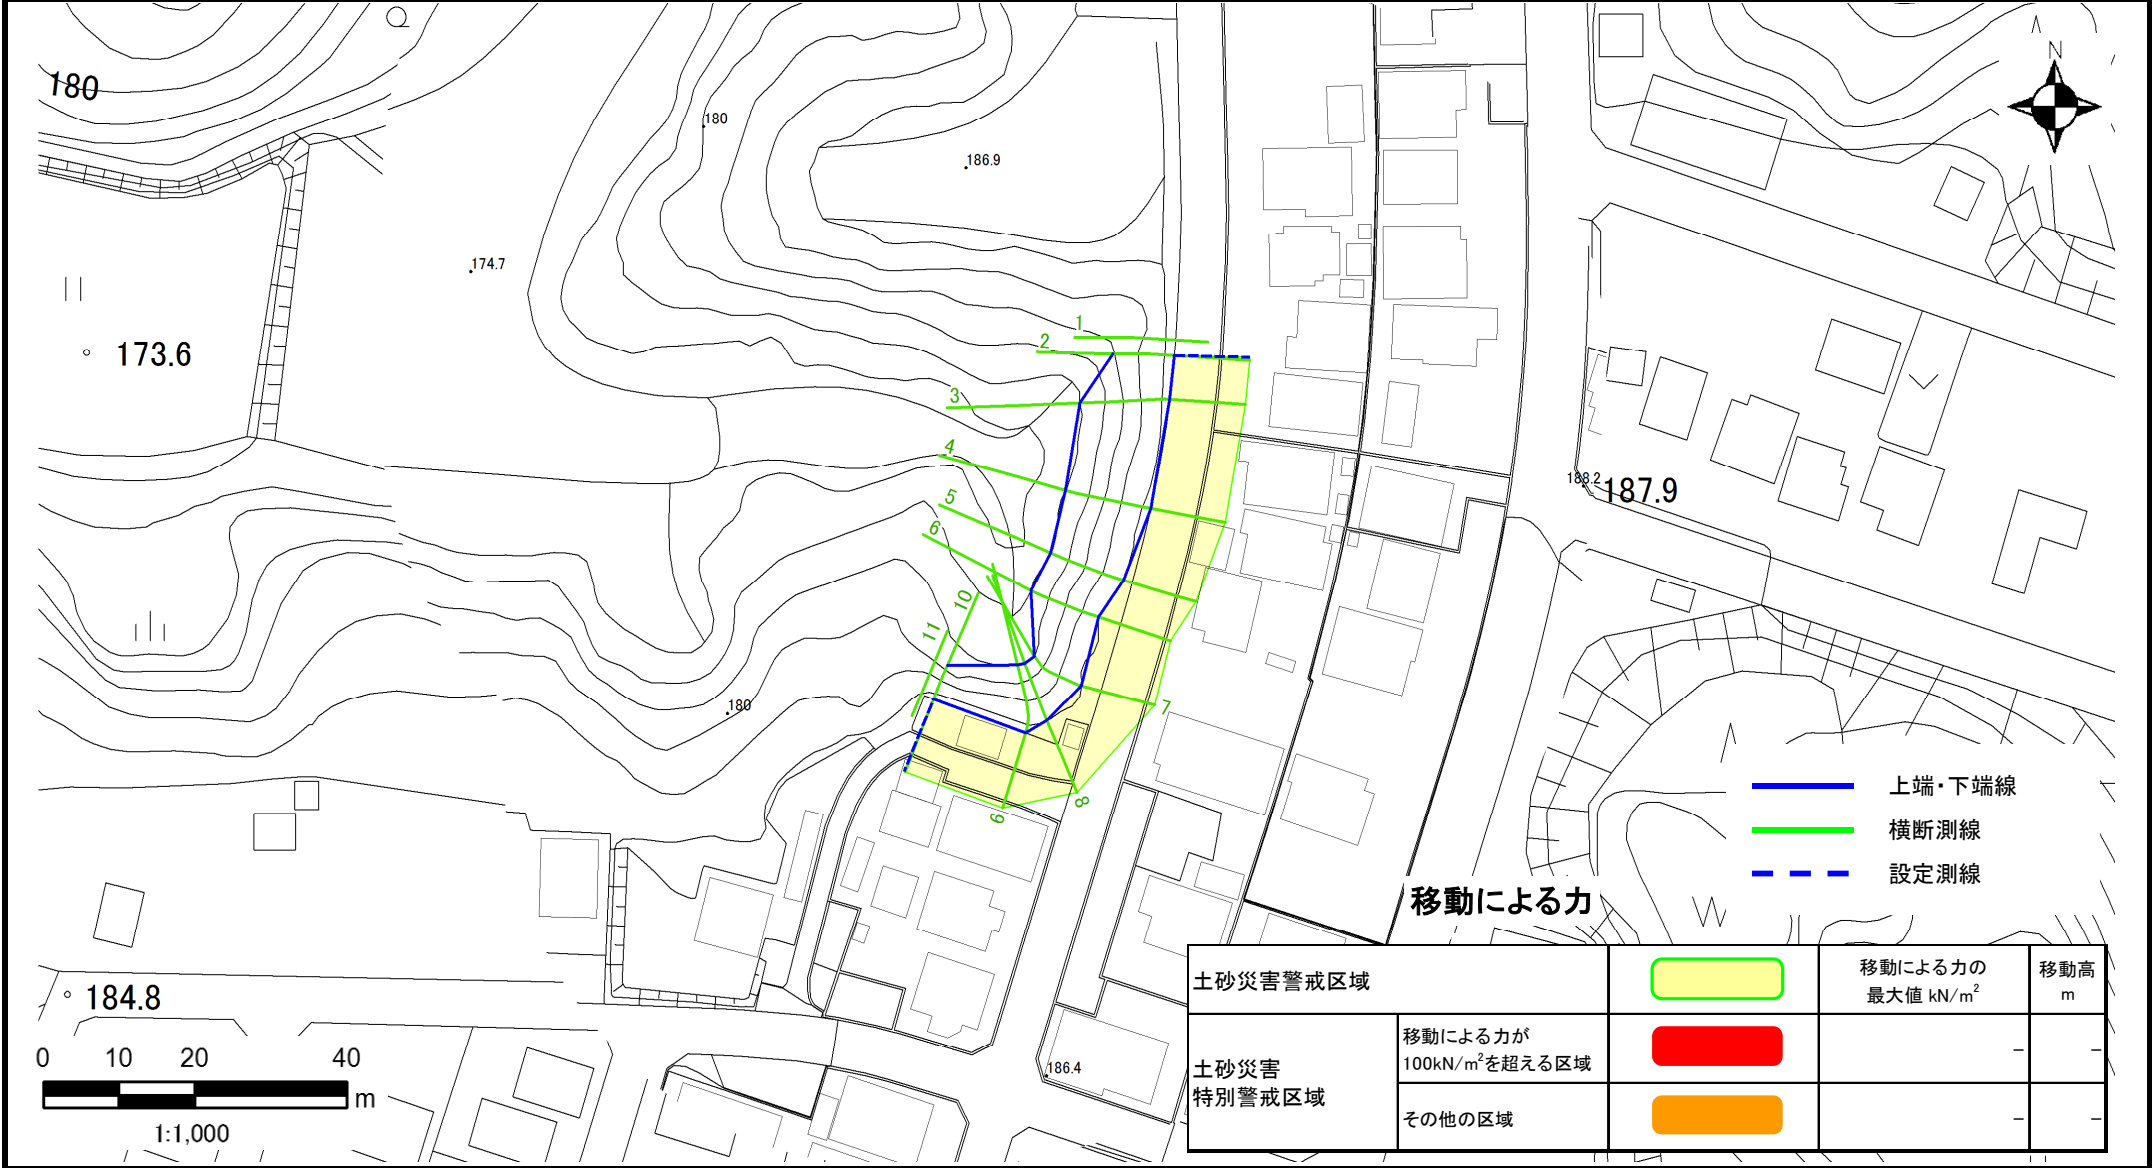 180
N
180
186.9
174.7
173.6
1
2
3
4
5
6
10
11
7
8
9
188.2
187.9
180
184.8
186.4
0 10 20 40
m
1:1,000
上端・下端線
横断測線
設定測線
移動による力
土砂災害警戒区域
移動による力の
最大値 kN/m²
移動高
m
土砂災害
特別警戒区域
移動による力が
100kN/m²を超える区域
－ －
その他の区域
－ －